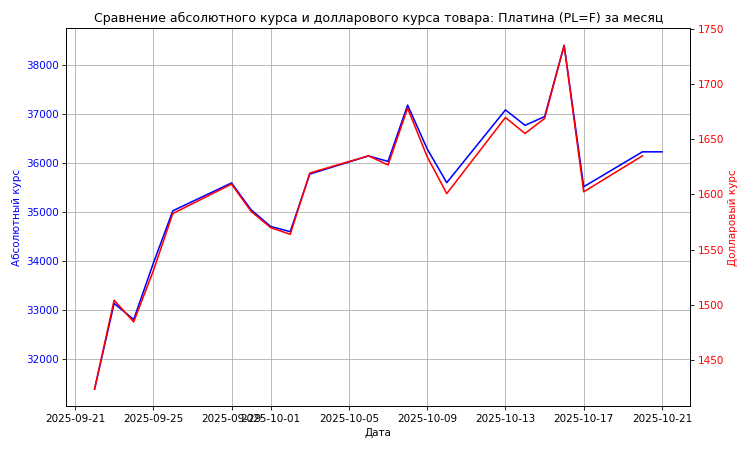 Сравнение абсолютного курса и долларового курса товара: Платина (PL=F) за месяц
Абсолютный курс
38000
37000
36000
35000
34000
33000
32000
1750
1700
1650
1600
1550
1500
1450
Долларовый курс
2025-09-21 2025-09-25 2025-09-29 2025-10-01 2025-10-05 2025-10-09 2025-10-13 2025-10-17 2025-10-21
Дата